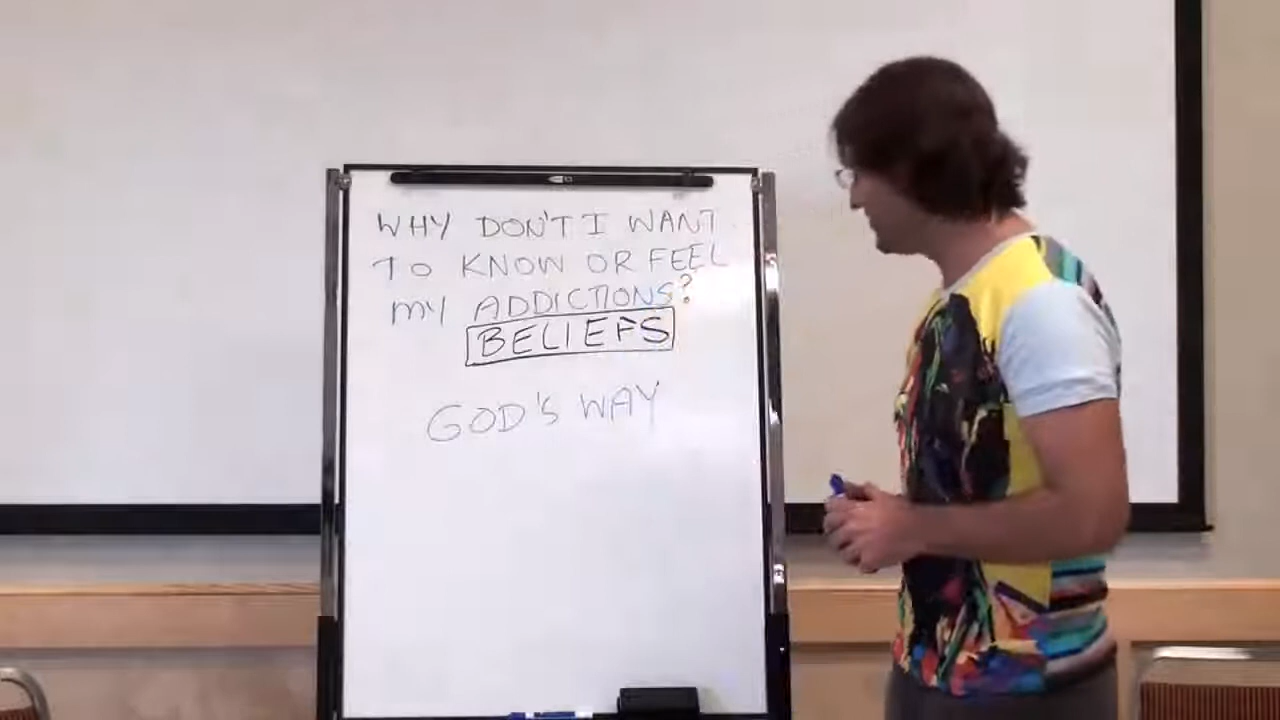 WHY DON'T I WANT
TO KNOW OR FEEL
MY ADDICTIONS?
BELIEFS
GOD'S WAY